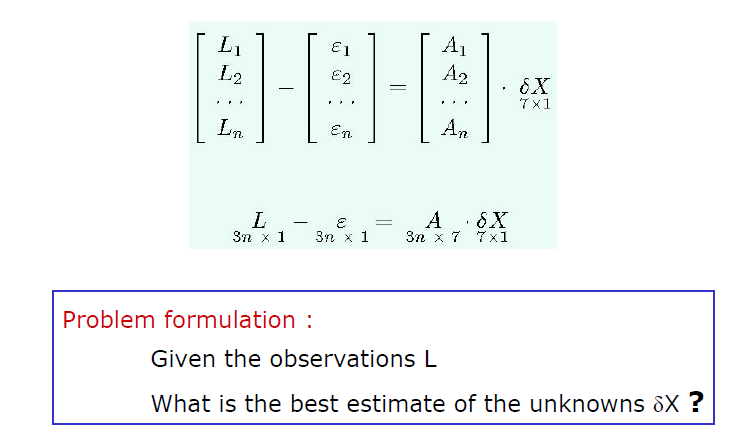 [ L₁ ] − [ ε₁ ] = [ A₁ ]
[ L₂ ] [ ε₂ ] [ A₂ ] · δX
[ ... ] [ ... ] [ ... ] 7×1
[ Lₙ ] [ εₙ ] [ Aₙ ]
L − ε = A · δX
3n × 1 3n × 1 3n × 7 7×1
Problem formulation :
Given the observations L
What is the best estimate of the unknowns δX ?